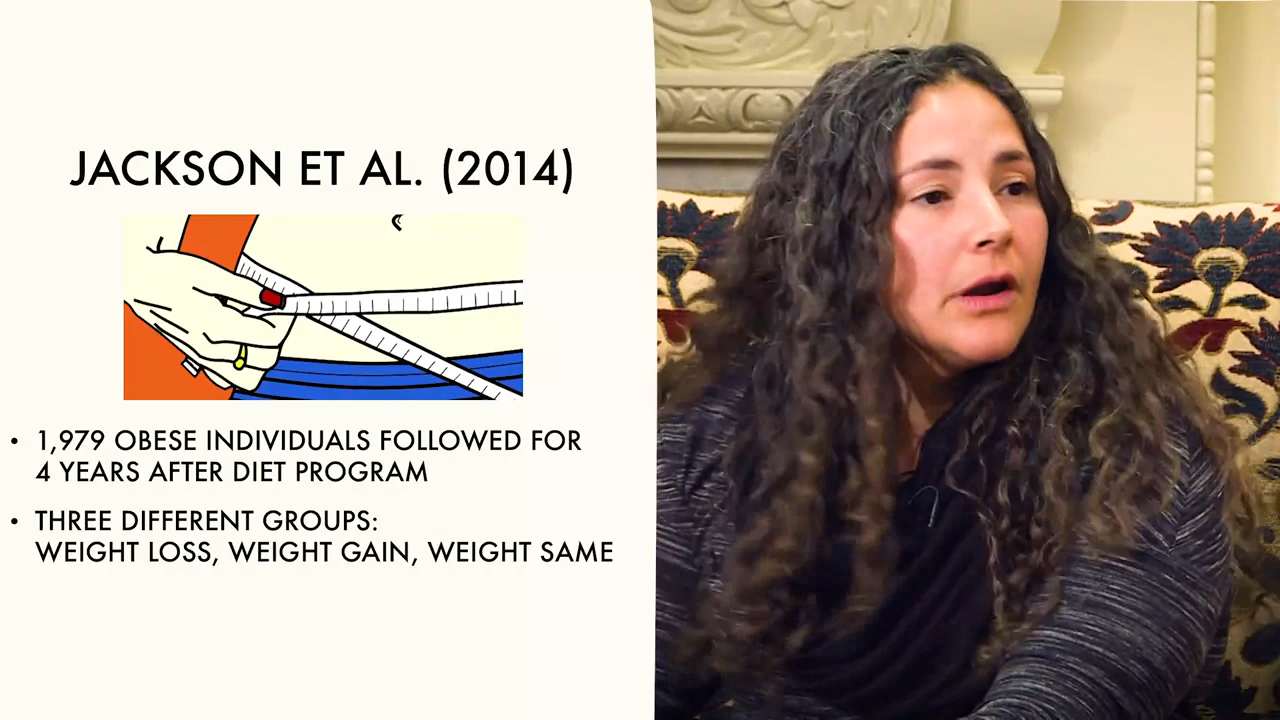 JACKSON ET AL. (2014)
• 1,979 OBESE INDIVIDUALS FOLLOWED FOR
4 YEARS AFTER DIET PROGRAM
• THREE DIFFERENT GROUPS:
WEIGHT LOSS, WEIGHT GAIN, WEIGHT SAME